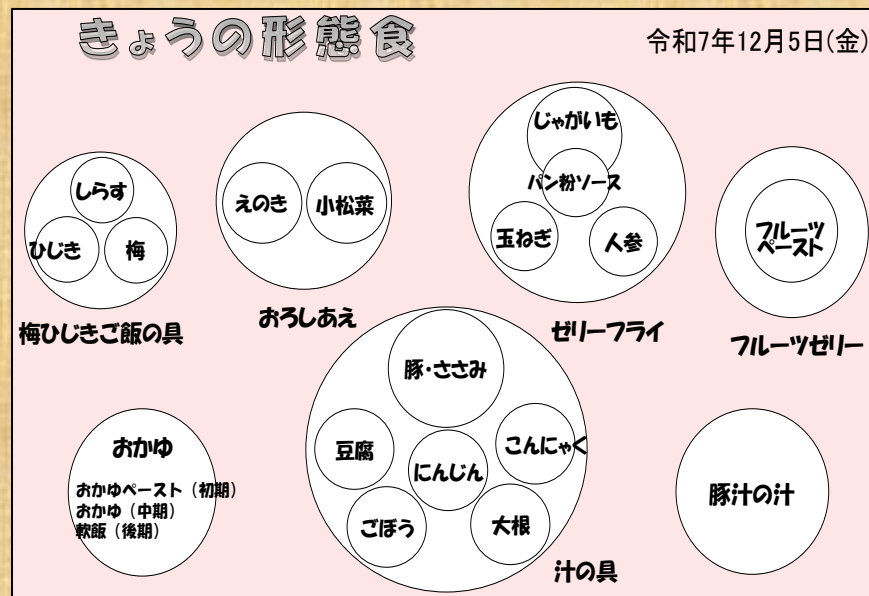 きょうの形態食
令和7年12月5日(金)
しらす
ひじき
梅
梅ひじきご飯の具
えのき
小松菜
おろしあえ
じゃがいも
パン粉ソース
玉ねぎ
人参
ゼリーフライ
フルーツ
ペースト
フルーツゼリー
おかゆ
おかゆペースト（初期）
おかゆ（中期）
軟飯（後期）
豚・ささみ
豆腐
にんじん
こんにゃく
ごぼう
大根
汁の具
豚汁の汁